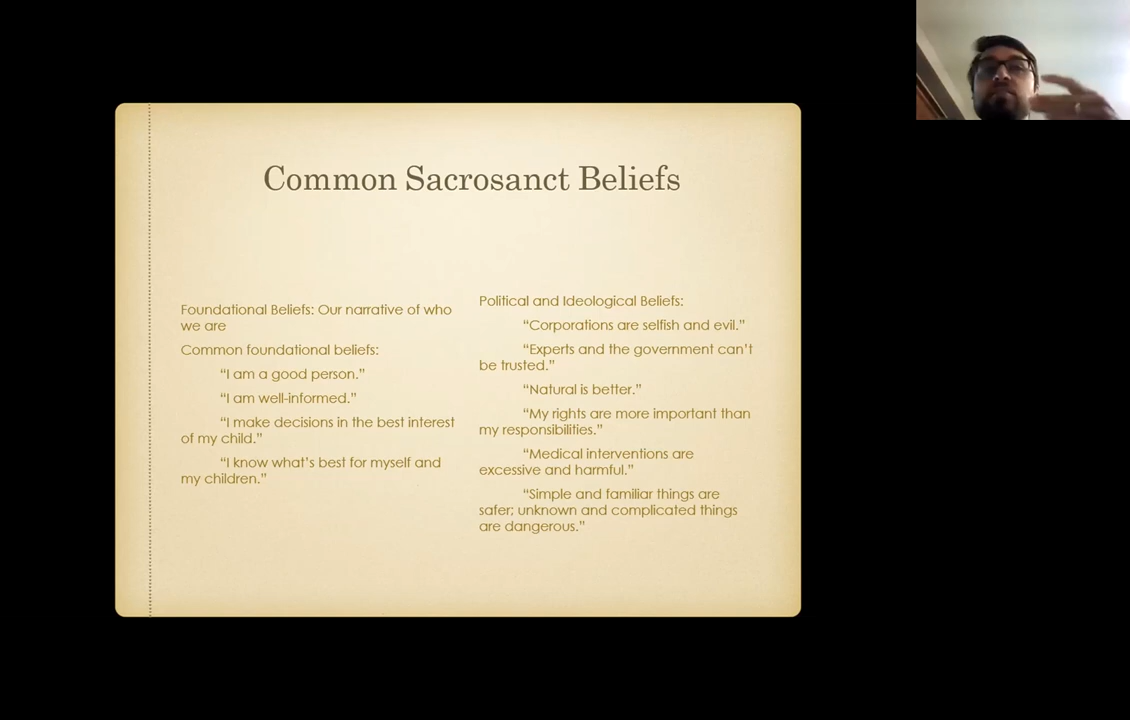 Common Sacrosanct Beliefs
Foundational Beliefs: Our narrative of who
we are
Common foundational beliefs:
“I am a good person.”
“I am well-informed.”
“I make decisions in the best interest
of my child.”
“I know what’s best for myself and
my children.”
Political and Ideological Beliefs:
“Corporations are selfish and evil.”
“Experts and the government can’t
be trusted.”
“Natural is better.”
“My rights are more important than
my responsibilities.”
“Medical interventions are
excessive and harmful.”
“Simple and familiar things are
safer; unknown and complicated things
are dangerous.”